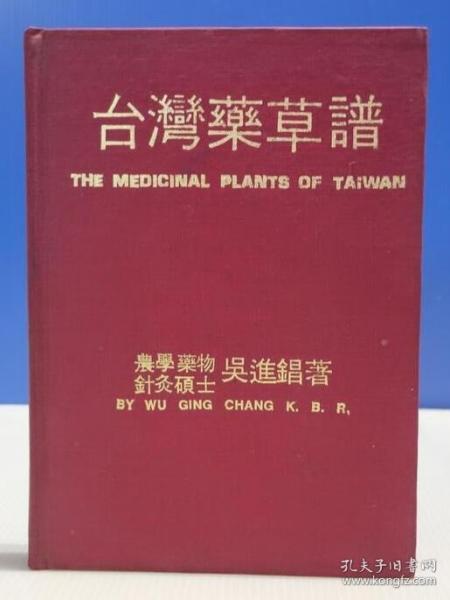 台灣藥草譜
THE MEDICINAL PLANTS OF TAIWAN
農學藥物
針灸碩士 吳進錩著
BY WU GING CHANG K. B. R.
孔夫子旧书网
www.kongfz.com